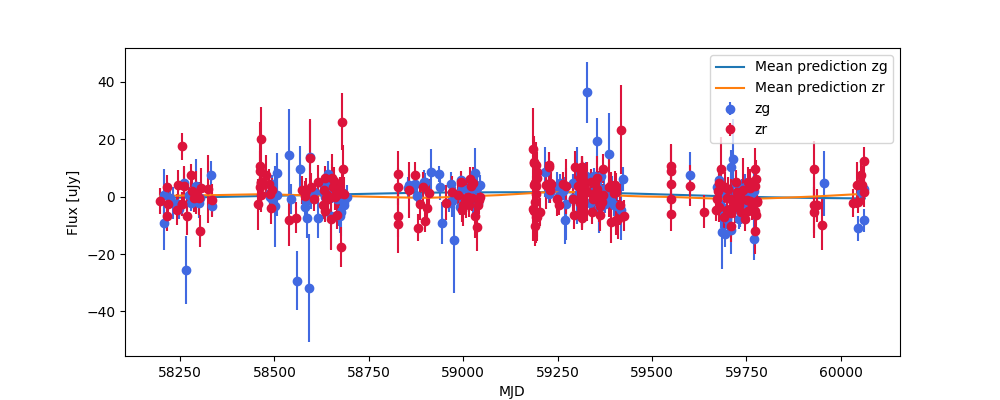 Mean prediction zg
Mean prediction zr
zg
zr
Flux [uJy]
40
20
0
−20
−40
58250
58500
58750
59000
59250
59500
59750
60000
MJD